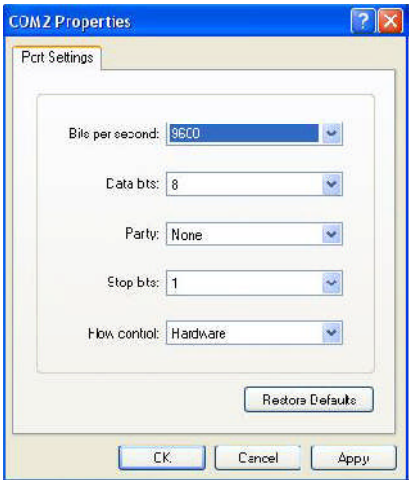 COM2 Properties
Port Settings
Bits per second: 9600
Data bits: 8
Parity: None
Stop bits: 1
Flow control: Hardware
Restore Defaults
OK Cancel Apply